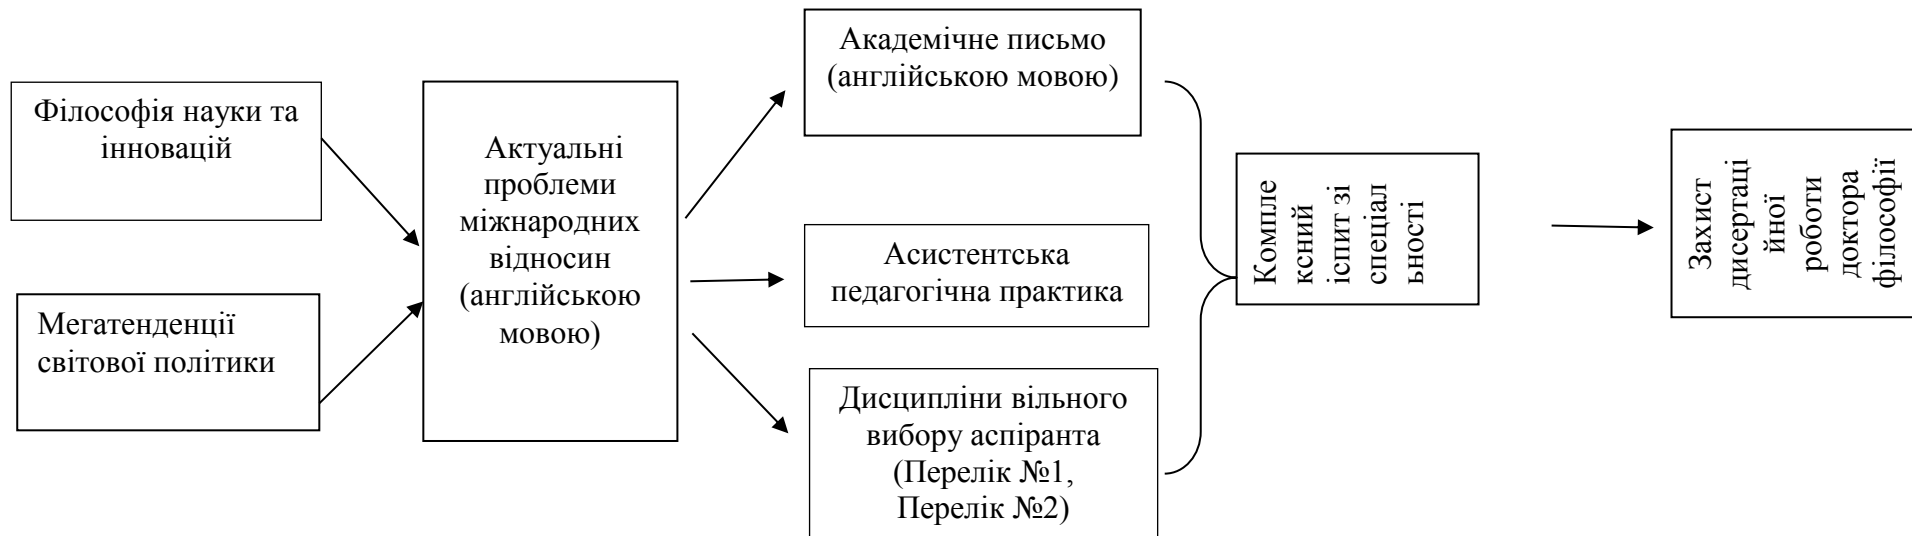 Філософія науки та
інновацій
Мегатенденції
світової політики
Актуальні
проблеми
міжнародних
відносин
(англійською
мовою)
Академічне письмо
(англійською мовою)
Асистентська
педагогічна практика
Дисципліни вільного
вибору аспіранта
(Перелік №1,
Перелік №2)
Компле
ксний
іспит зі
спеціал
ьності
Захист
дисертаці
йної
роботи
доктора
філософії